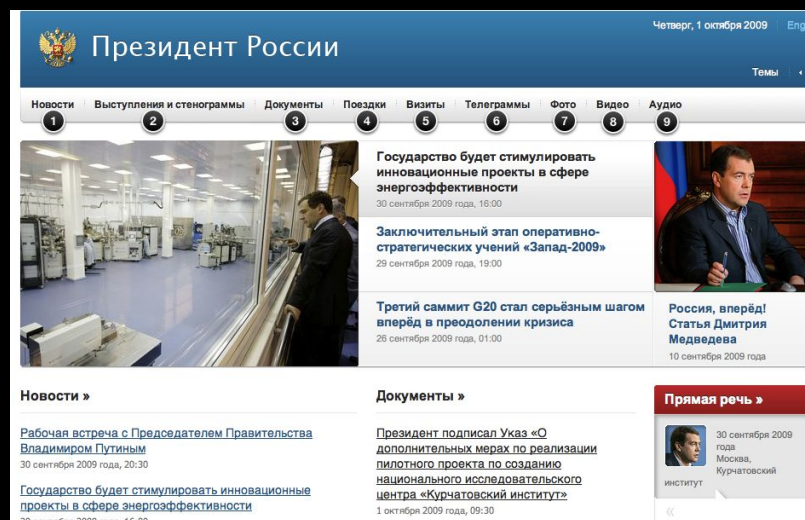 Четверг, 1 октября 2009
Президент России
Темы
Новости Выступления и стенограммы Документы Поездки Визиты Телеграммы Фото Видео Аудио
1 2 3 4 5 6 7 8 9
Государство будет стимулировать
инновационные проекты в сфере
энергоэффективности
30 сентября 2009 года, 16:00
Заключительный этап оперативно-
стратегических учений «Запад-2009»
29 сентября 2009 года, 19:00
Третий саммит G20 стал серьёзным шагом
вперёд в преодолении кризиса
26 сентября 2009 года, 01:00
Россия, вперёд!
Статья Дмитрия
Медведева
10 сентября 2009 года
Новости »
Рабочая встреча с Председателем Правительства
Владимиром Путиным
30 сентября 2009 года, 20:30
Государство будет стимулировать инновационные
проекты в сфере энергоэффективности
Документы »
Президент подписал Указ «О
дополнительных мерах по реализации
пилотного проекта по созданию
национального исследовательского
центра «Курчатовский институт»
1 октября 2009 года, 09:30
Прямая речь »
30 сентября 2009
года
Москва,
Курчатовский
институт